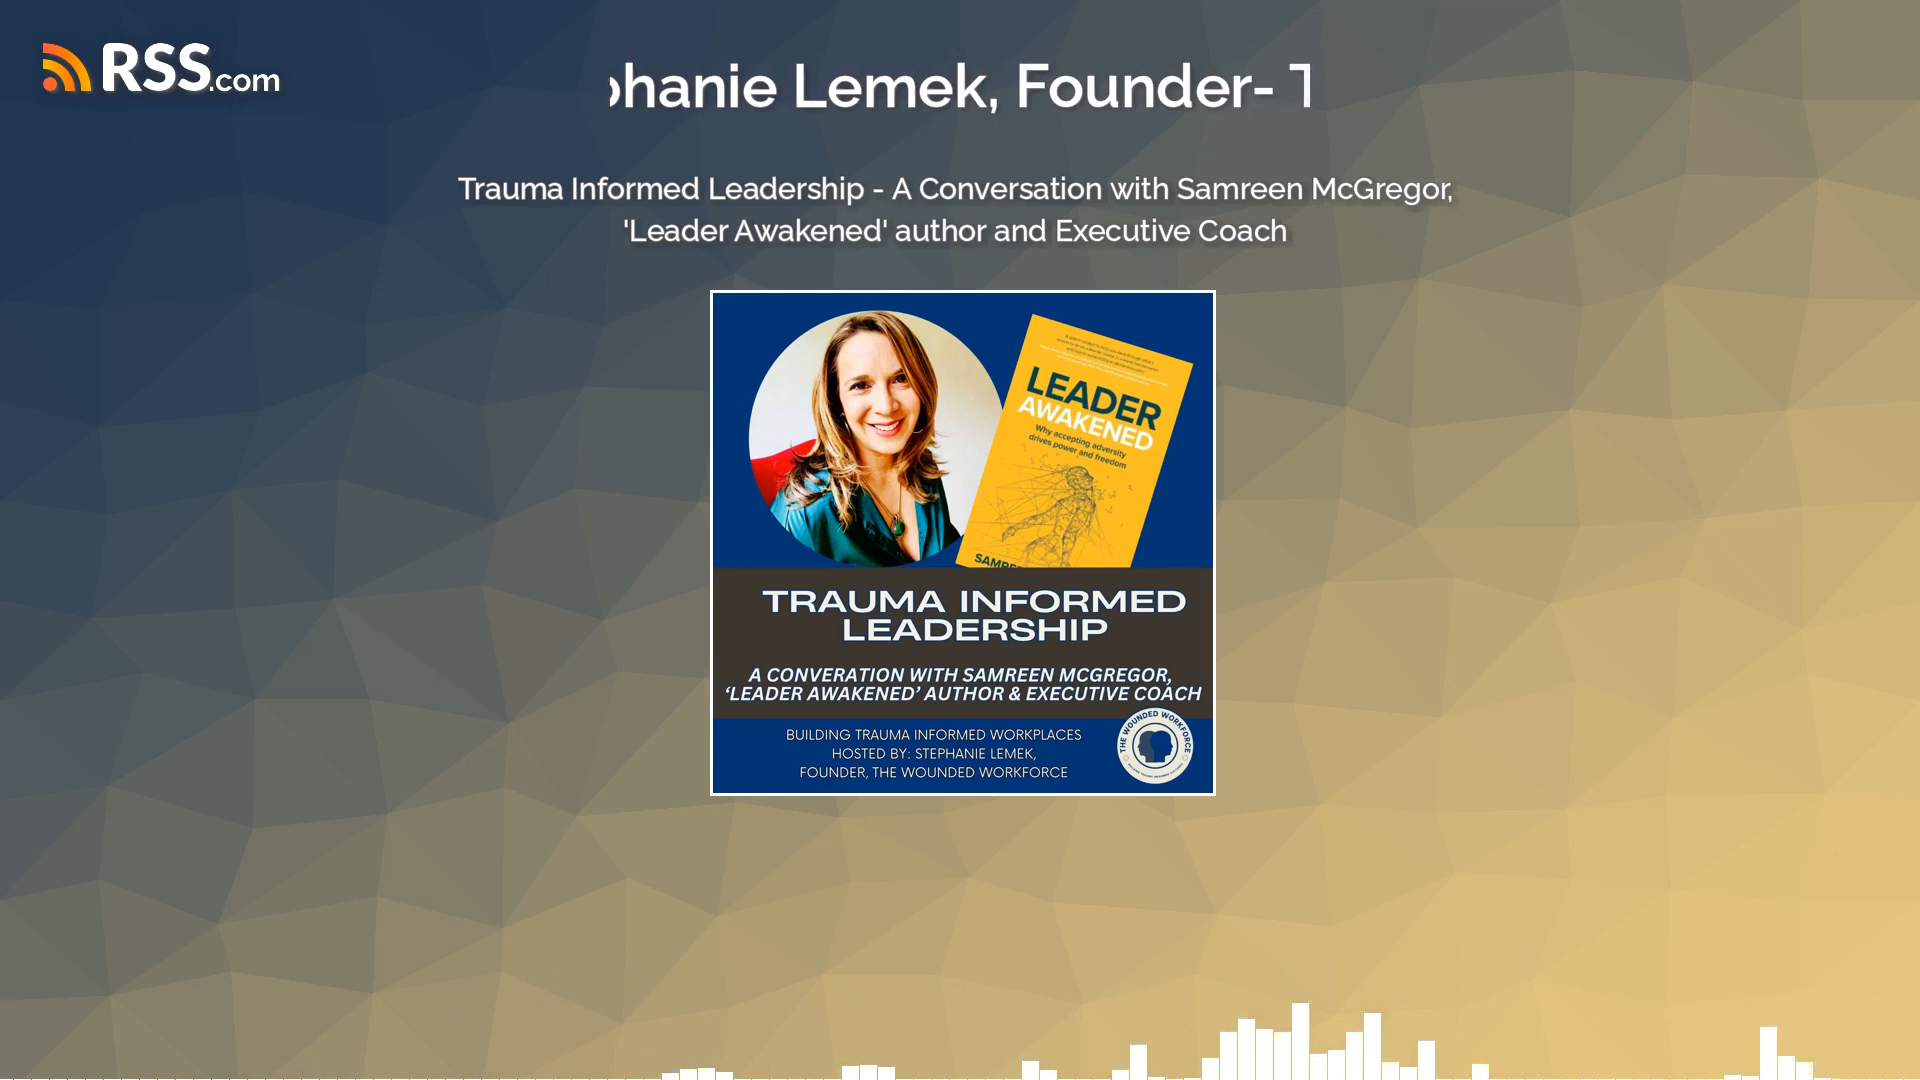 RSS.com
phanie Lemek, Founder- T
Trauma Informed Leadership - A Conversation with Samreen McGregor,
'Leader Awakened' author and Executive Coach
LEADER
AWAKENED
Why accepting adversity
drives power and freedom
TRAUMA INFORMED
LEADERSHIP
A CONVERATION WITH SAMREEN MCGREGOR,
‘LEADER AWAKENED’ AUTHOR & EXECUTIVE COACH
BUILDING TRAUMA INFORMED WORKPLACES
HOSTED BY: STEPHANIE LEMEK,
FOUNDER, THE WOUNDED WORKFORCE
THE WOUNDED WORKFORCE